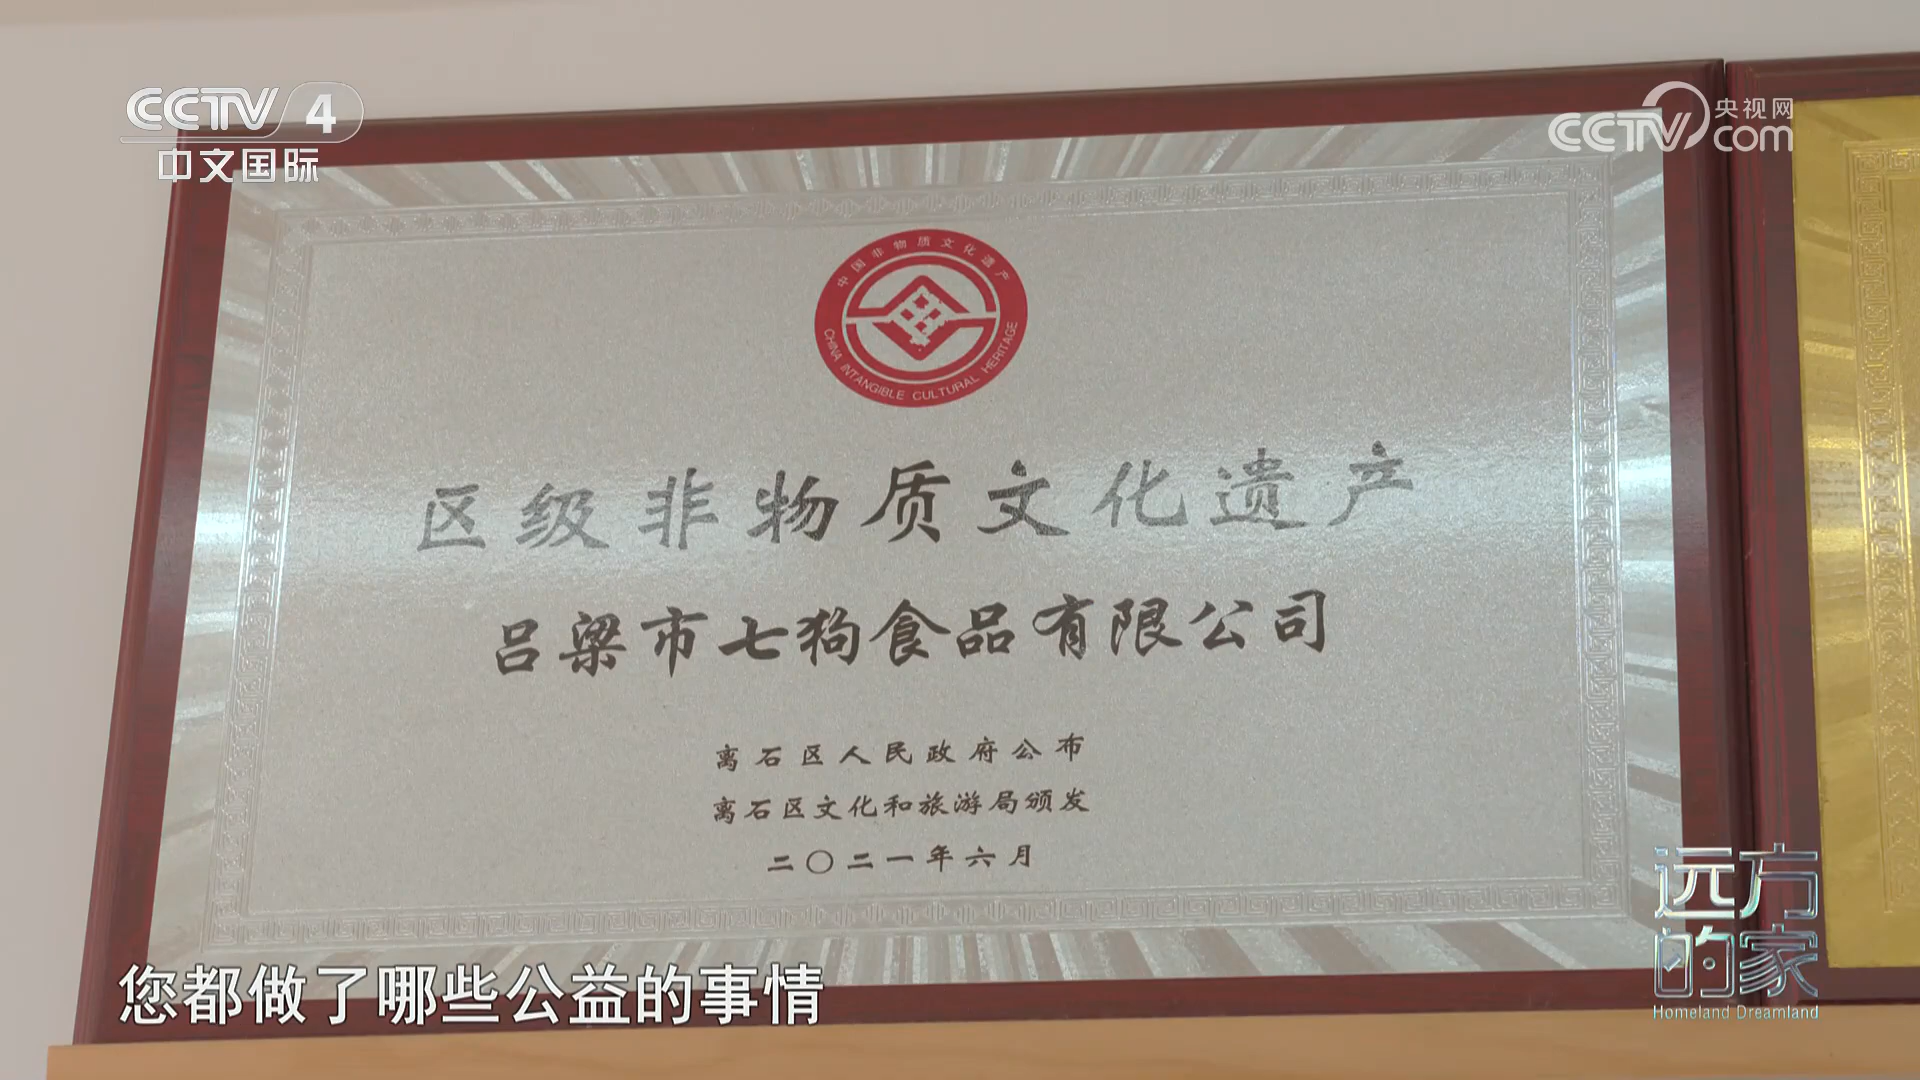 CCTV 4
中文国际
央视网
CCTV.com
中国非物质文化遗产
CHINA INTANGIBLE CULTURAL HERITAGE
区级非物质文化遗产
吕梁市七狗食品有限公司
离石区人民政府公布
离石区文化和旅游局颁发
二〇二一年六月
远方的家
Homeland Dreamland
您都做了哪些公益的事情